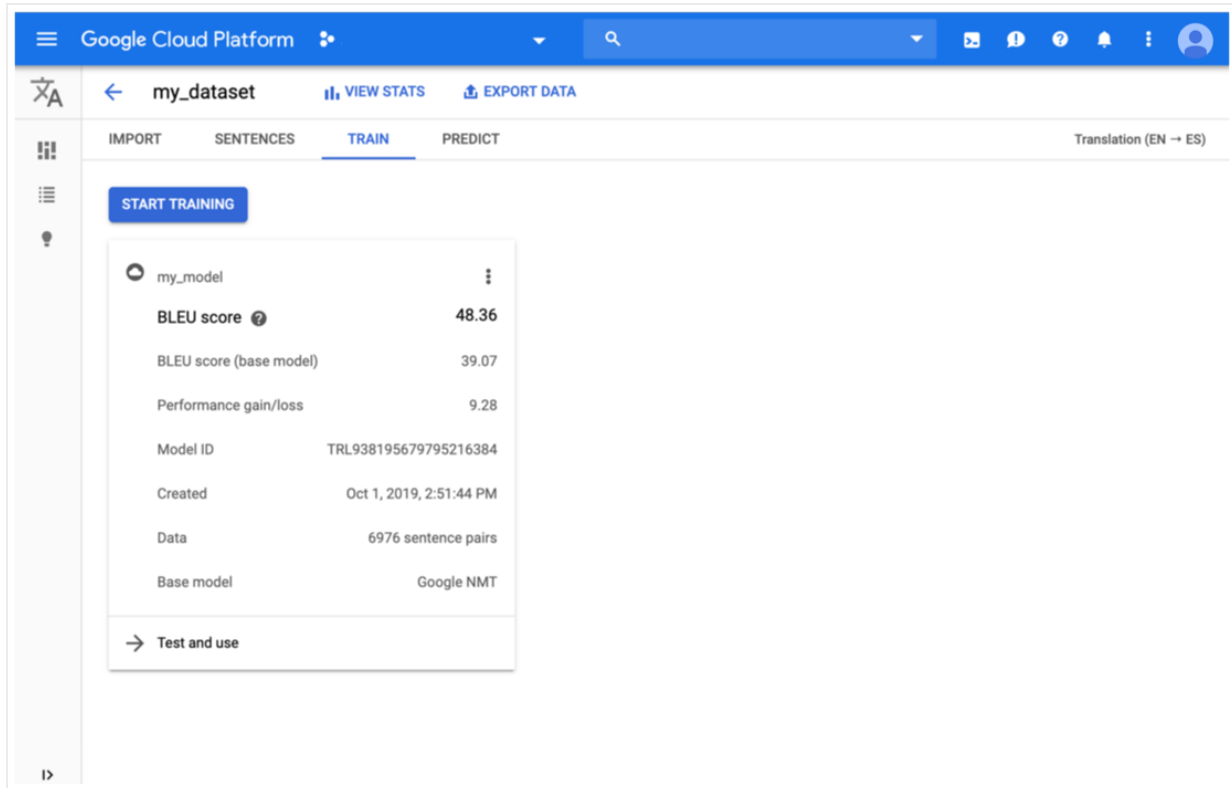 Google Cloud Platform
my_dataset VIEW STATS EXPORT DATA
IMPORT SENTENCES TRAIN PREDICT Translation (EN → ES)
START TRAINING
my_model
BLEU score 48.36
BLEU score (base model) 39.07
Performance gain/loss 9.28
Model ID TRL938195679795216384
Created Oct 1, 2019, 2:51:44 PM
Data 6976 sentence pairs
Base model Google NMT
Test and use